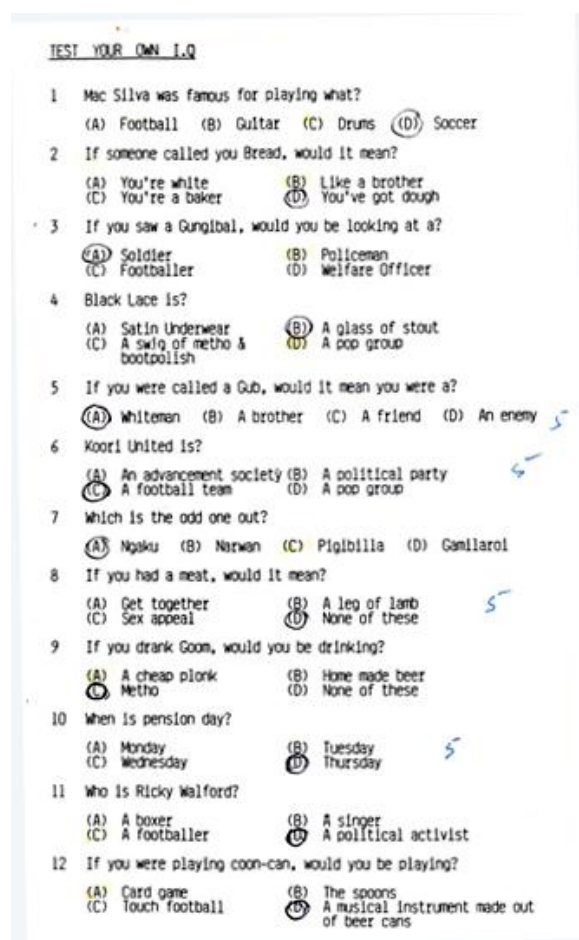 TEST YOUR OWN I.Q
1 Mac Silva was famous for playing what?
(A) Football (B) Guitar (C) Drums (D) Soccer
2 If someone called you Bread, would it mean?
(A) You're white (B) Like a brother
(C) You're a baker (D) You've got dough
3 If you saw a Gungibal, would you be looking at a?
(A) Soldier (B) Policeman
(C) Footballer (D) Welfare Officer
4 Black Lace is?
(A) Satin Underwear (B) A glass of stout
(C) A swig of metho & (D) A pop group
bootpolish
5 If you were called a Gub, would it mean you were a?
(A) Whiteman (B) A brother (C) A friend (D) An enemy 5
6 Koori United is?
(A) An advancement society (B) A political party 5
(C) A football team (D) A pop group
7 Which is the odd one out?
(A) Ngaku (B) Narwan (C) Pigibilla (D) Gamilaroi
8 If you had a meat, would it mean?
(A) Get together (B) A leg of lamb 5
(C) Sex appeal (D) None of these
9 If you drank Goom, would you be drinking?
(A) A cheap plonk (B) Home made beer
(C) Metho (D) None of these
10 When is pension day?
(A) Monday (B) Tuesday 5
(C) Wednesday (D) Thursday
11 Who is Ricky Walford?
(A) A boxer (B) A singer
(C) A footballer (D) A political activist
12 If you were playing coon-can, would you be playing?
(A) Card game (B) The spoons
(C) Touch football (D) A musical instrument made out
of beer cans